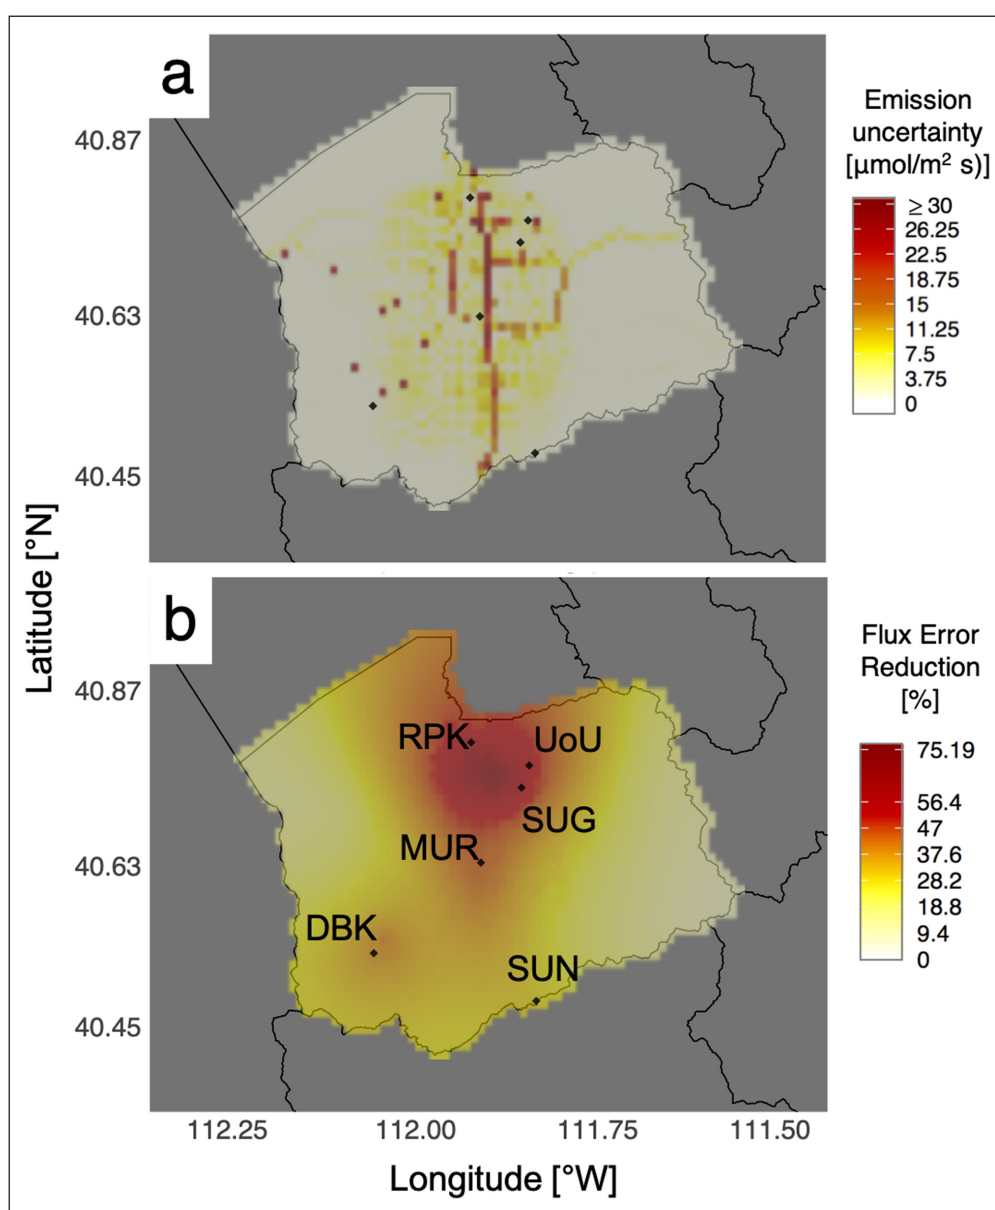 a
Emission
uncertainty
[µmol/m² s)]
≥ 30
26.25
22.5
18.75
15
11.25
7.5
3.75
0
40.87
40.63
40.45
Latitude [°N]
b
Flux Error
Reduction
[%]
75.19
56.4
47
37.6
28.2
18.8
9.4
0
40.87
40.63
40.45
RPK
UoU
SUG
MUR
DBK
SUN
112.25 112.00 111.75 111.50
Longitude [°W]